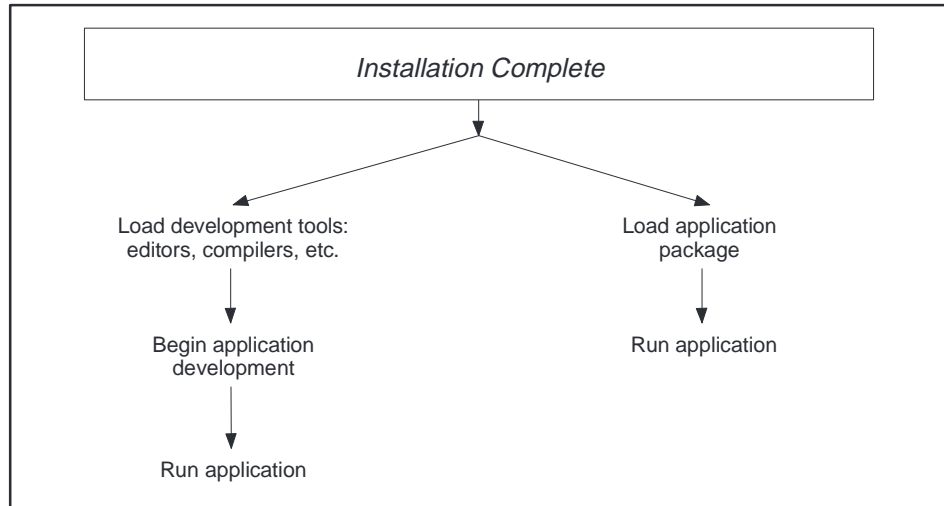 Installation Complete
Load development tools:
editors, compilers, etc.
Load application
package
Begin application
development
Run application
Run application